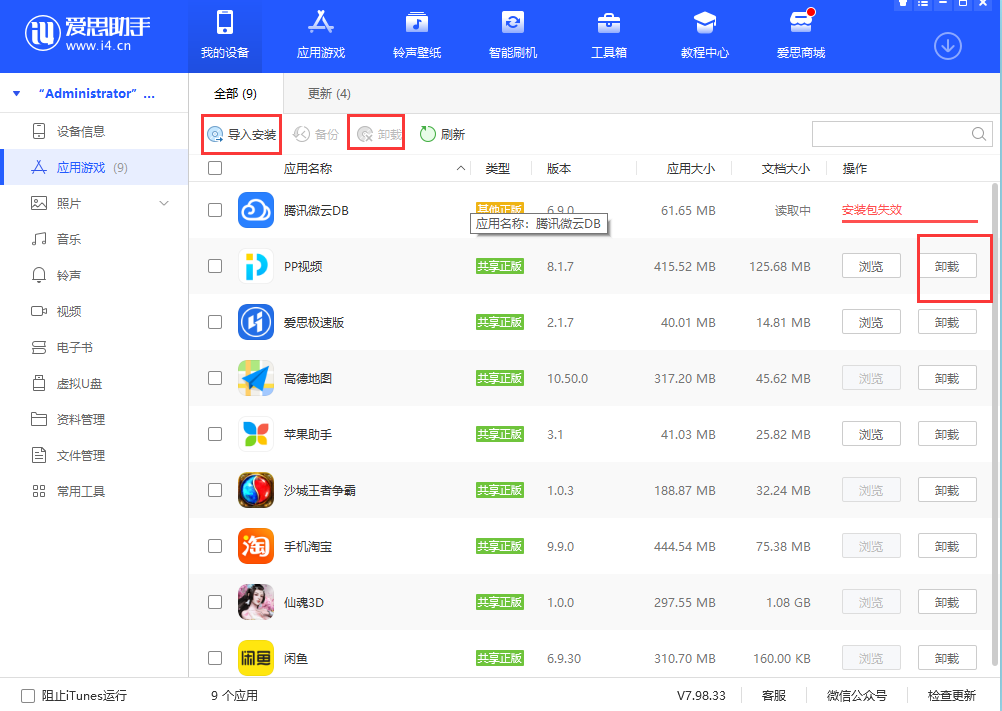 爱思助手
www.i4.cn
我的设备
应用游戏
铃声壁纸
智能刷机
工具箱
教程中心
爱思商城
“Administrator” ...
设备信息
应用游戏 (9)
照片
音乐
铃声
视频
电子书
虚拟U盘
资料管理
文件管理
常用工具
全部 (9) 更新 (4)
导入安装 备份 卸载 刷新
应用名称 类型 版本 应用大小 文档大小 操作
腾讯微云DB 其他正版 6.9.0 61.65 MB 读取中 安装包失效
应用名称：腾讯微云DB
PP视频 共享正版 8.1.7 415.52 MB 125.68 MB 浏览 卸载
爱思极速版 共享正版 2.1.7 40.01 MB 14.81 MB 浏览 卸载
高德地图 共享正版 10.50.0 317.20 MB 45.62 MB 浏览 卸载
苹果助手 共享正版 3.1 41.03 MB 25.82 MB 浏览 卸载
沙城王者争霸 共享正版 1.0.3 188.87 MB 32.24 MB 浏览 卸载
淘 手机淘宝 共享正版 9.9.0 444.54 MB 75.38 MB 浏览 卸载
仙魂3D 共享正版 1.0.0 297.55 MB 1.08 GB 浏览 卸载
闲鱼 闲鱼 共享正版 6.9.30 310.70 MB 160.00 KB 浏览 卸载
阻止iTunes运行 9 个应用 V7.98.33 客服 微信公众号 检查更新